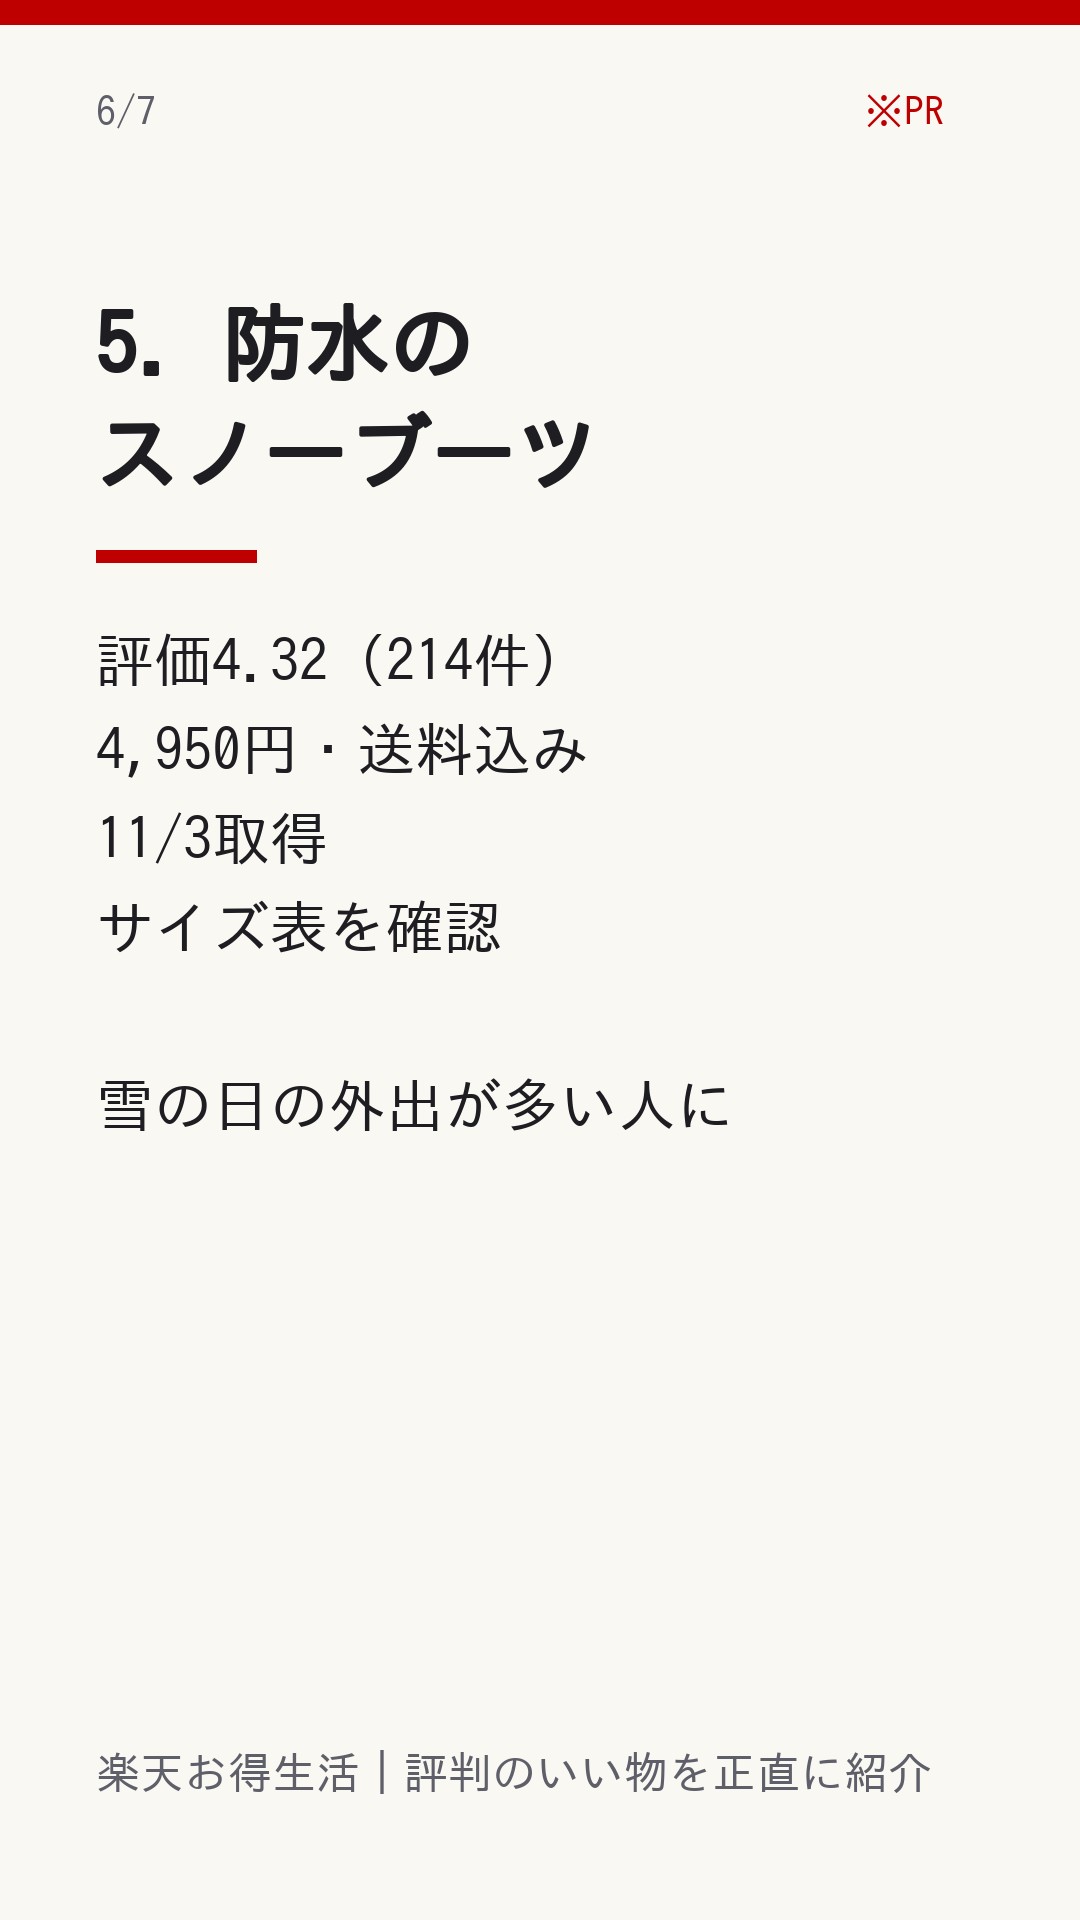 6/7
※PR
5. 防水の
スノーブーツ
評価4.32（214件）
4,950円・送料込み
11/3取得
サイズ表を確認
雪の日の外出が多い人に
楽天お得生活｜評判のいい物を正直に紹介